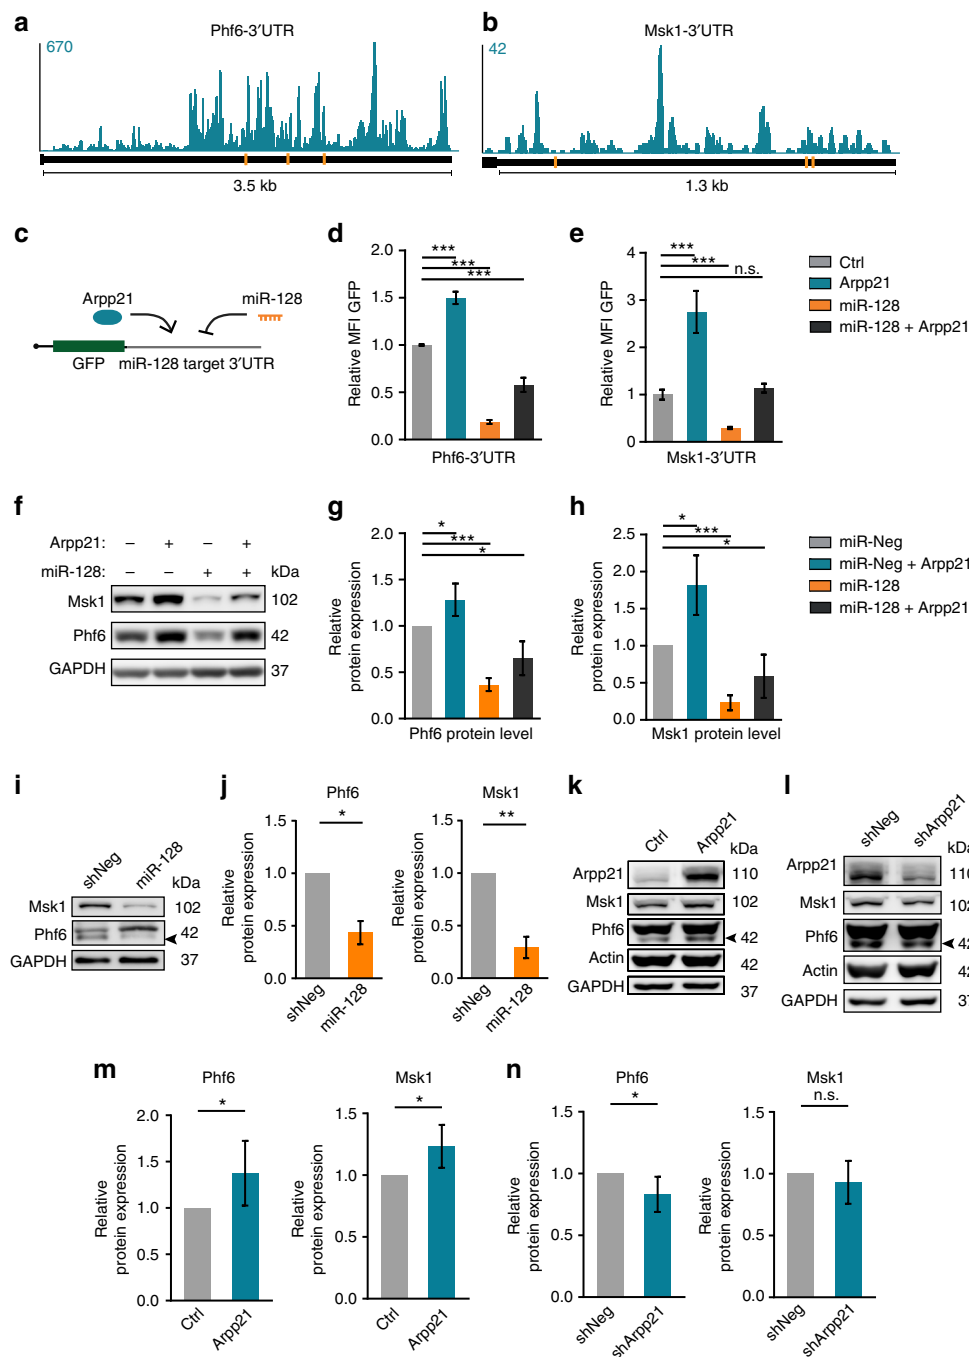 a
Phf6-3′UTR
670
3.5 kb
b
Msk1-3′UTR
42
1.3 kb
c
Arpp21
miR-128
GFP
miR-128 target 3′UTR
d
Relative MFI GFP
2.0
1.5
1.0
0.5
0.0
***
***
***
Phf6-3′UTR
e
Relative MFI GFP
4
3
2
1
0
***
***
n.s.
Msk1-3′UTR
Ctrl
Arpp21
miR-128
miR-128 + Arpp21
f
Arpp21: – + – +
miR-128: – – + + kDa
Msk1 102
Phf6 42
GAPDH 37
g
Relative
protein expression
2.0
1.5
1.0
0.5
0.0
*
***
*
Phf6 protein level
h
Relative
protein expression
2.5
2.0
1.5
1.0
0.5
0.0
*
***
*
Msk1 protein level
miR-Neg
miR-Neg + Arpp21
miR-128
miR-128 + Arpp21
i
shNeg miR-128 kDa
Msk1 102
Phf6 42
GAPDH 37
j
Phf6
Relative
protein expression
1.5
1.0
0.5
0.0
*
shNeg miR-128
Msk1
Relative
protein expression
1.5
1.0
0.5
0.0
**
shNeg miR-128
k
Ctrl Arpp21 kDa
Arpp21 110
Msk1 102
Phf6 42
Actin 42
GAPDH 37
l
shNeg shArpp21 kDa
Arpp21 110
Msk1 102
Phf6 42
Actin 42
GAPDH 37
m
Phf6
Relative
protein expression
2.0
1.5
1.0
0.5
0.0
*
Ctrl Arpp21
Msk1
Relative
protein expression
1.5
1.0
0.5
0.0
*
Ctrl Arpp21
n
Phf6
Relative
protein expression
1.5
1.0
0.5
0.0
*
shNeg shArpp21
Msk1
Relative
protein expression
1.5
1.0
0.5
0.0
n.s.
shNeg shArpp21